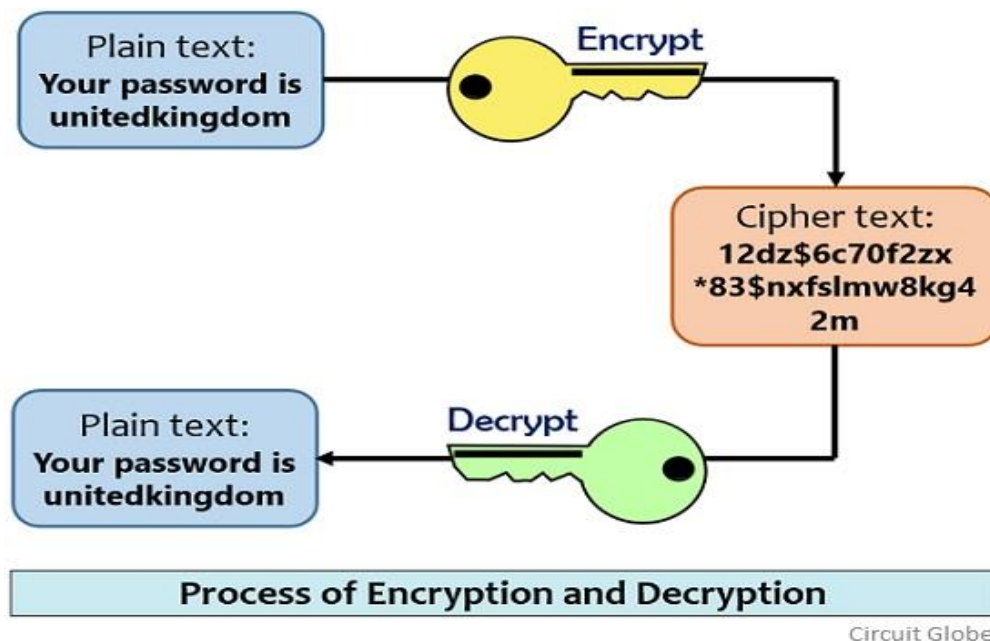 Plain text:
Your password is
unitedkingdom
Encrypt
Cipher text:
12dz$6c70f2zx
*83$nxfslmw8kg4
2m
Decrypt
Plain text:
Your password is
unitedkingdom
Process of Encryption and Decryption
Circuit Globe